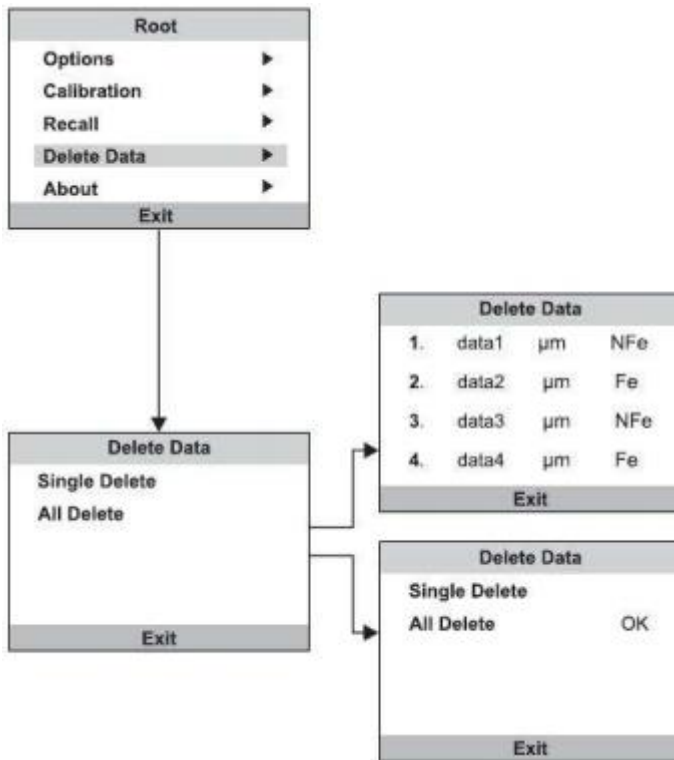 Root
Options
Calibration
Recall
Delete Data
About
Exit
Delete Data
1. data1 µm NFe
2. data2 µm Fe
3. data3 µm NFe
4. data4 µm Fe
Exit
Delete Data
Single Delete
All Delete
Exit
Delete Data
Single Delete
All Delete OK
Exit